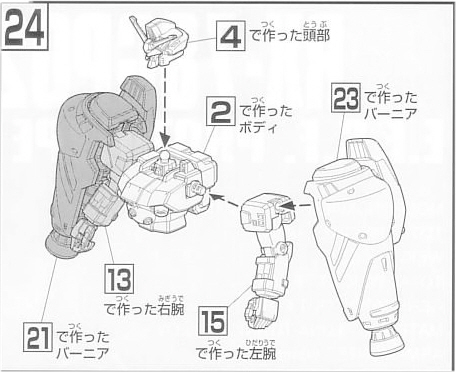 24
4 で作った頭部
2 で作った
ボディ
23 で作った
バーニア
13
で作った右腕
15
で作った左腕
21 で作った
バーニア
つく
とうぶ
つく
つく
つく
みぎうで
つく
ひだりうで
つく